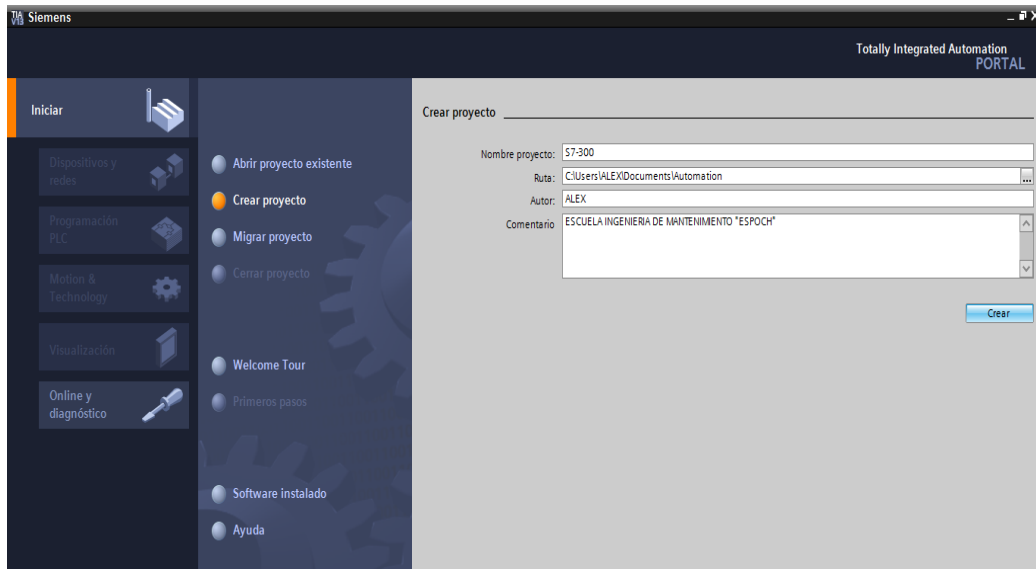 TIA V13 Siemens
Totally Integrated Automation
PORTAL
Iniciar
Dispositivos y
redes
Programación
PLC
Motion &
Technology
Visualización
Online y
diagnóstico
Abrir proyecto existente
Crear proyecto
Migrar proyecto
Cerrar proyecto
Welcome Tour
Primeros pasos
Software instalado
Ayuda
Crear proyecto
Nombre proyecto: S7-300
Ruta: C:\Users\ALEX\Documents\Automation
...
Autor: ALEX
Comentario ESCUELA INGENIERIA DE MANTENIMIENTO "ESPOCH"
Crear